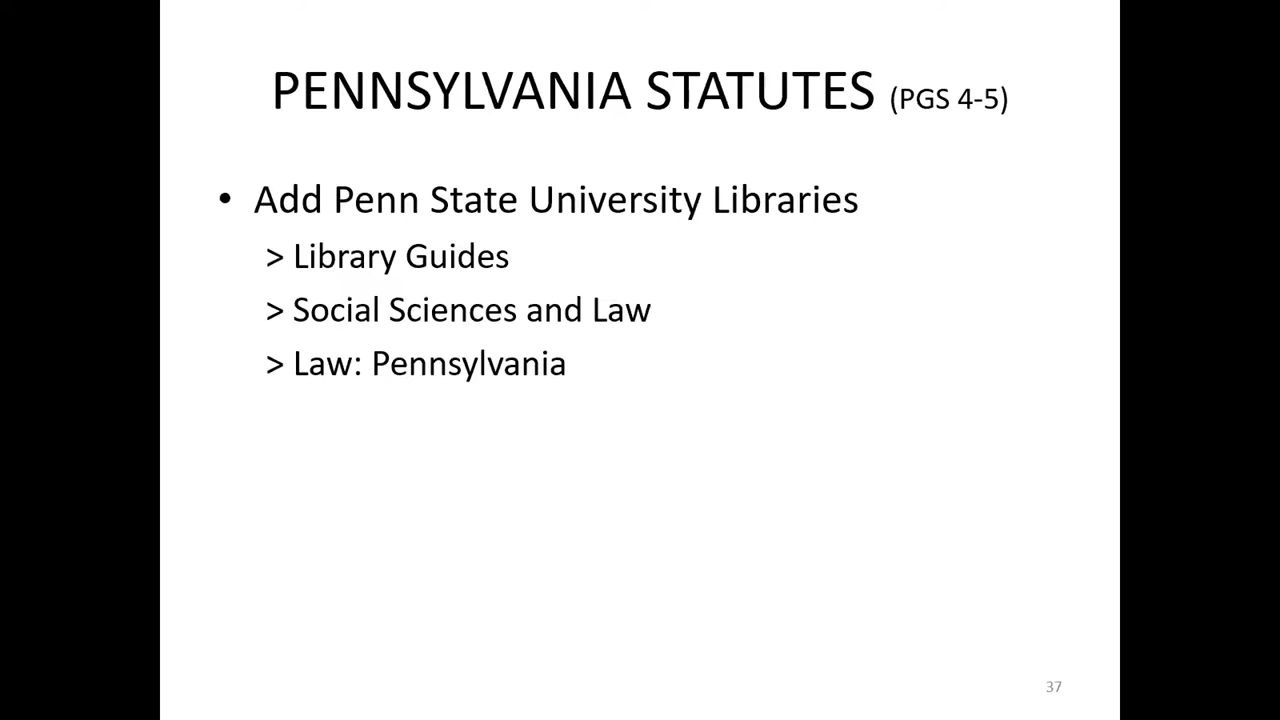 PENNSYLVANIA STATUTES (PGS 4-5)
• Add Penn State University Libraries
> Library Guides
> Social Sciences and Law
> Law: Pennsylvania
37